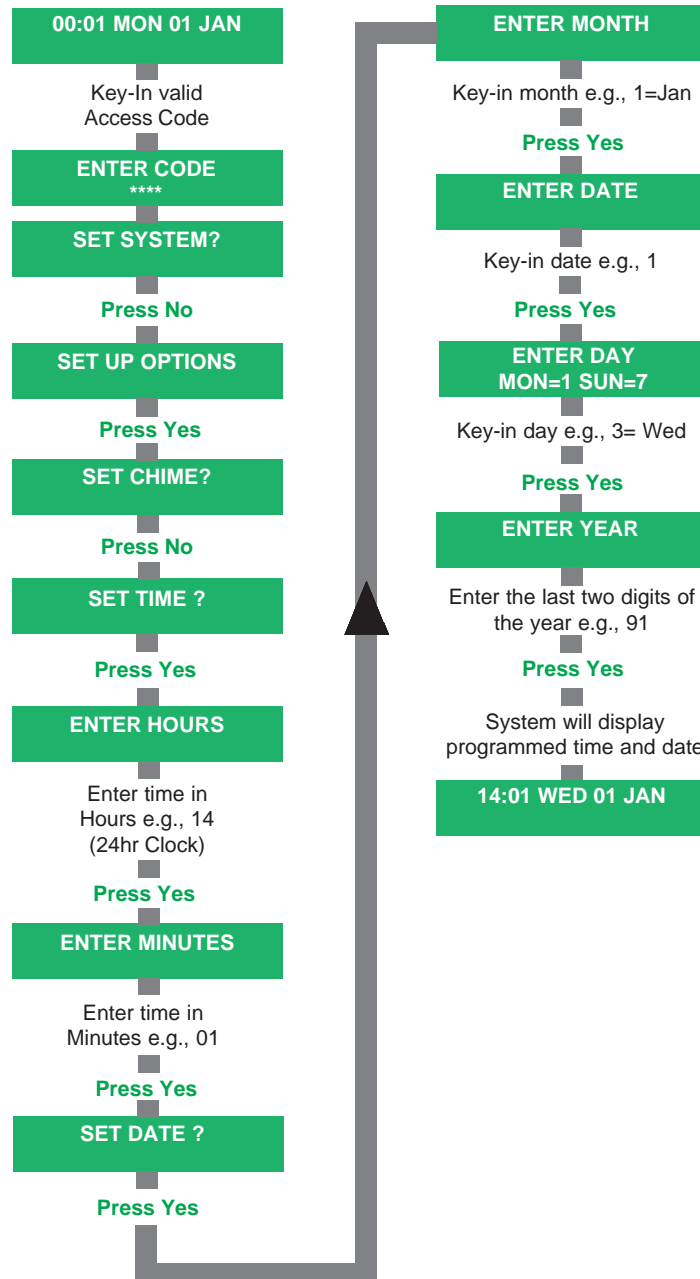 00:01 MON 01 JAN
Key-In valid
Access Code
ENTER CODE
****
SET SYSTEM?
Press No
SET UP OPTIONS
Press Yes
SET CHIME?
Press No
SET TIME ?
Press Yes
ENTER HOURS
Enter time in
Hours e.g., 14
(24hr Clock)
Press Yes
ENTER MINUTES
Enter time in
Minutes e.g., 01
Press Yes
SET DATE ?
Press Yes
ENTER MONTH
Key-in month e.g., 1=Jan
Press Yes
ENTER DATE
Key-in date e.g., 1
Press Yes
ENTER DAY
MON=1 SUN=7
Key-in day e.g., 3= Wed
Press Yes
ENTER YEAR
Enter the last two digits of
the year e.g., 91
Press Yes
System will display
programmed time and date
14:01 WED 01 JAN